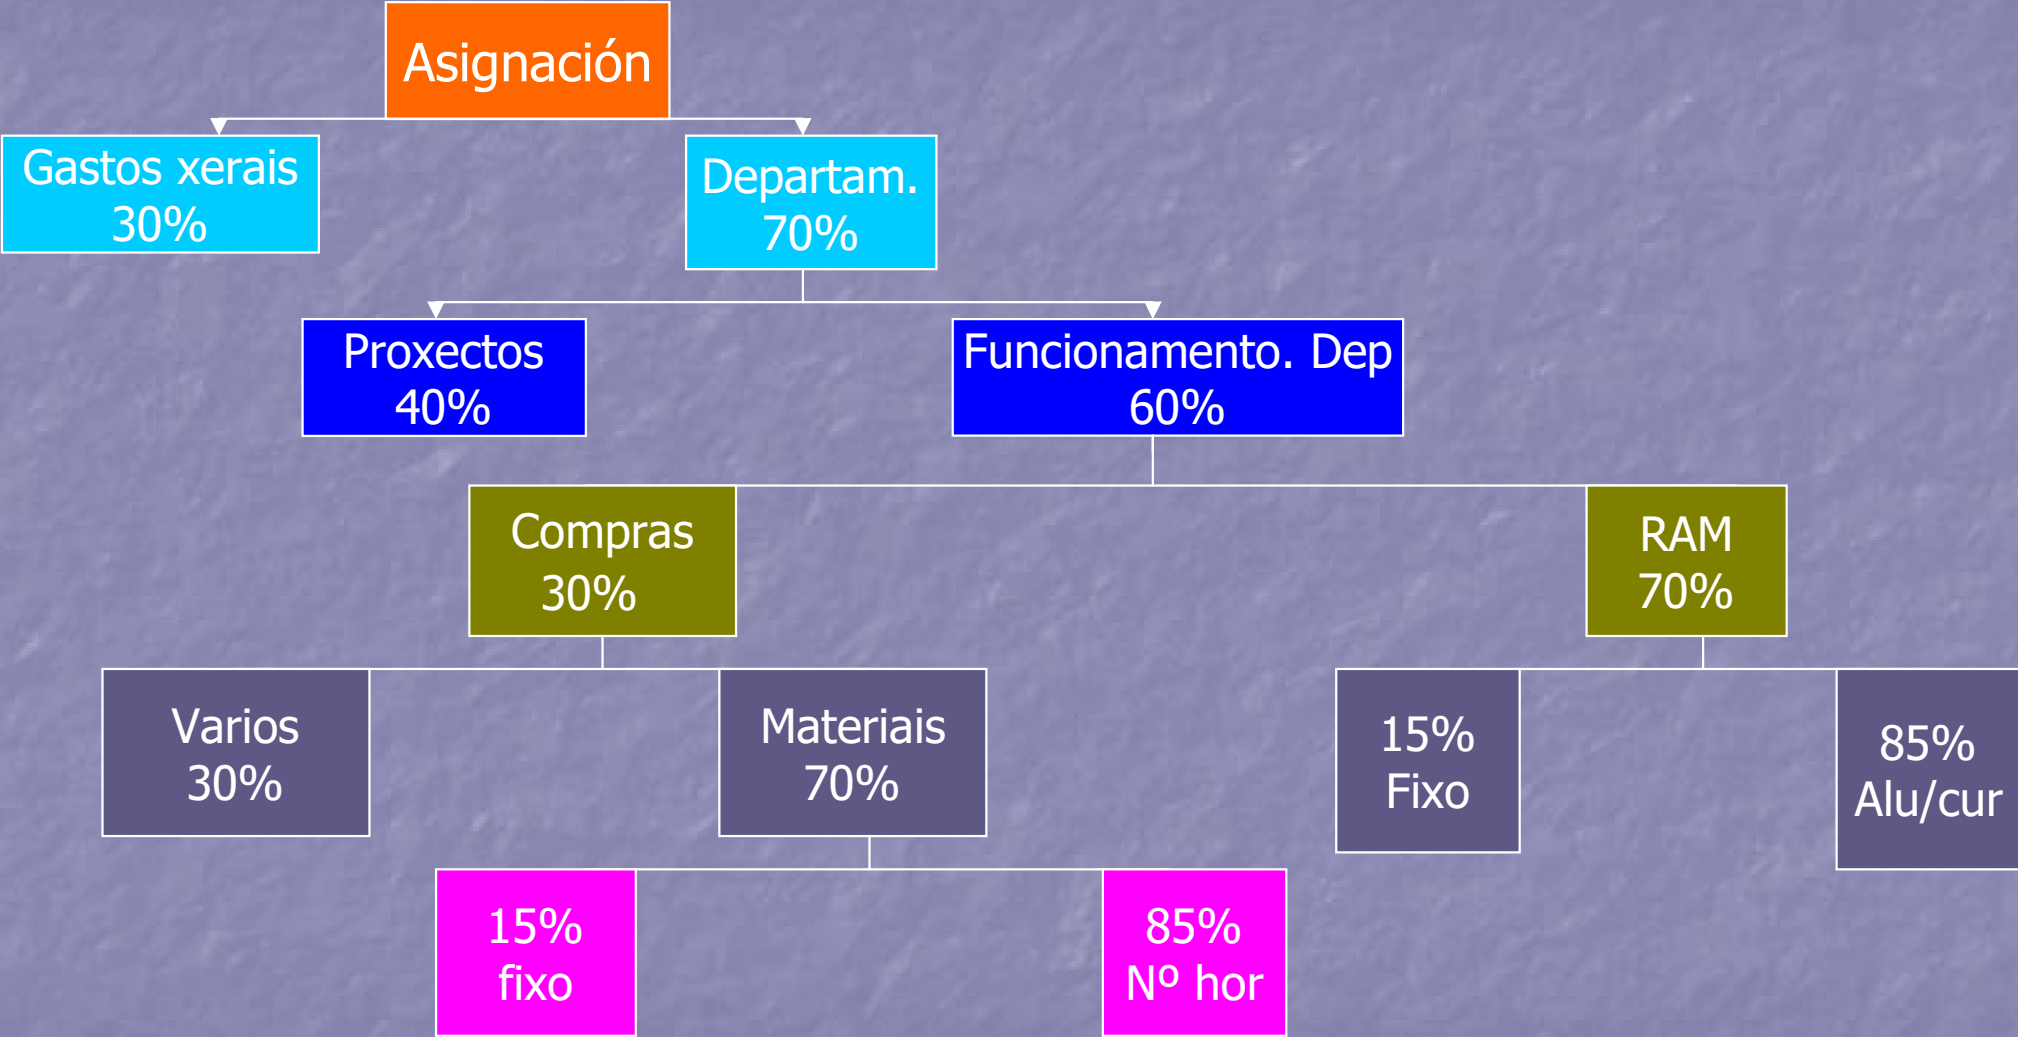 Asignación
Gastos xerais
30%
Departam.
70%
Proxectos
40%
Funcionamento. Dep
60%
Compras
30%
RAM
70%
Varios
30%
Materiais
70%
15%
Fixo
85%
Alu/cur
15%
fixo
85%
Nº hor